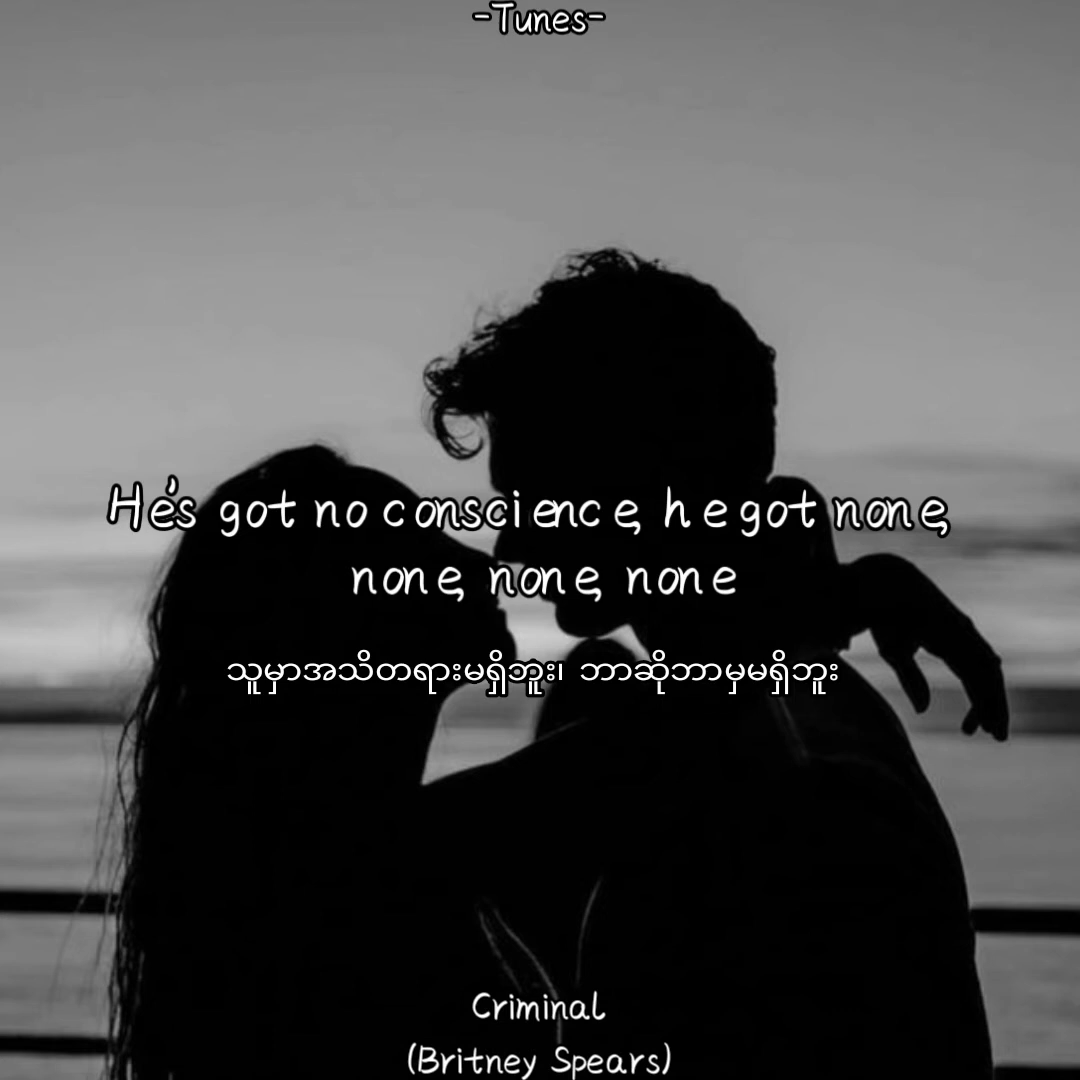 -Tunes-
He's got no conscience, he got none,
none, none, none
သူမှာအသိတရားမရှိဘူး၊ ဘာဆိုဘာမှမရှိဘူး
Criminal
(Britney Spears)